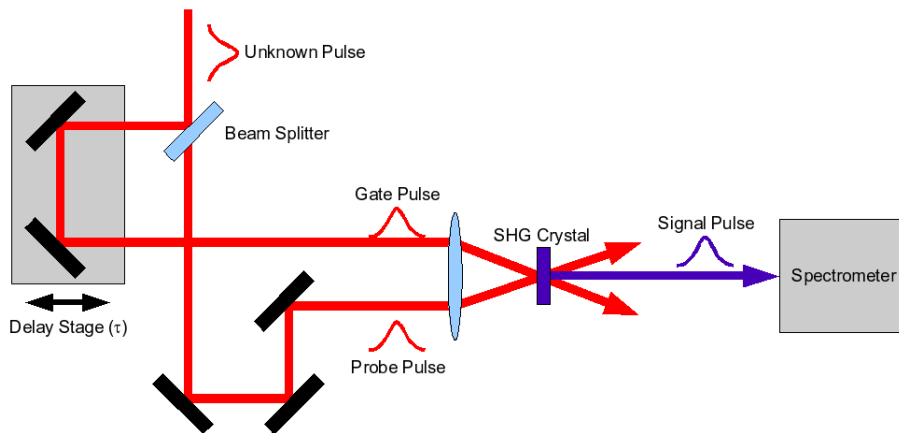 Unknown Pulse
Beam Splitter
Gate Pulse
SHG Crystal
Signal Pulse
Spectrometer
Delay Stage (τ)
Probe Pulse